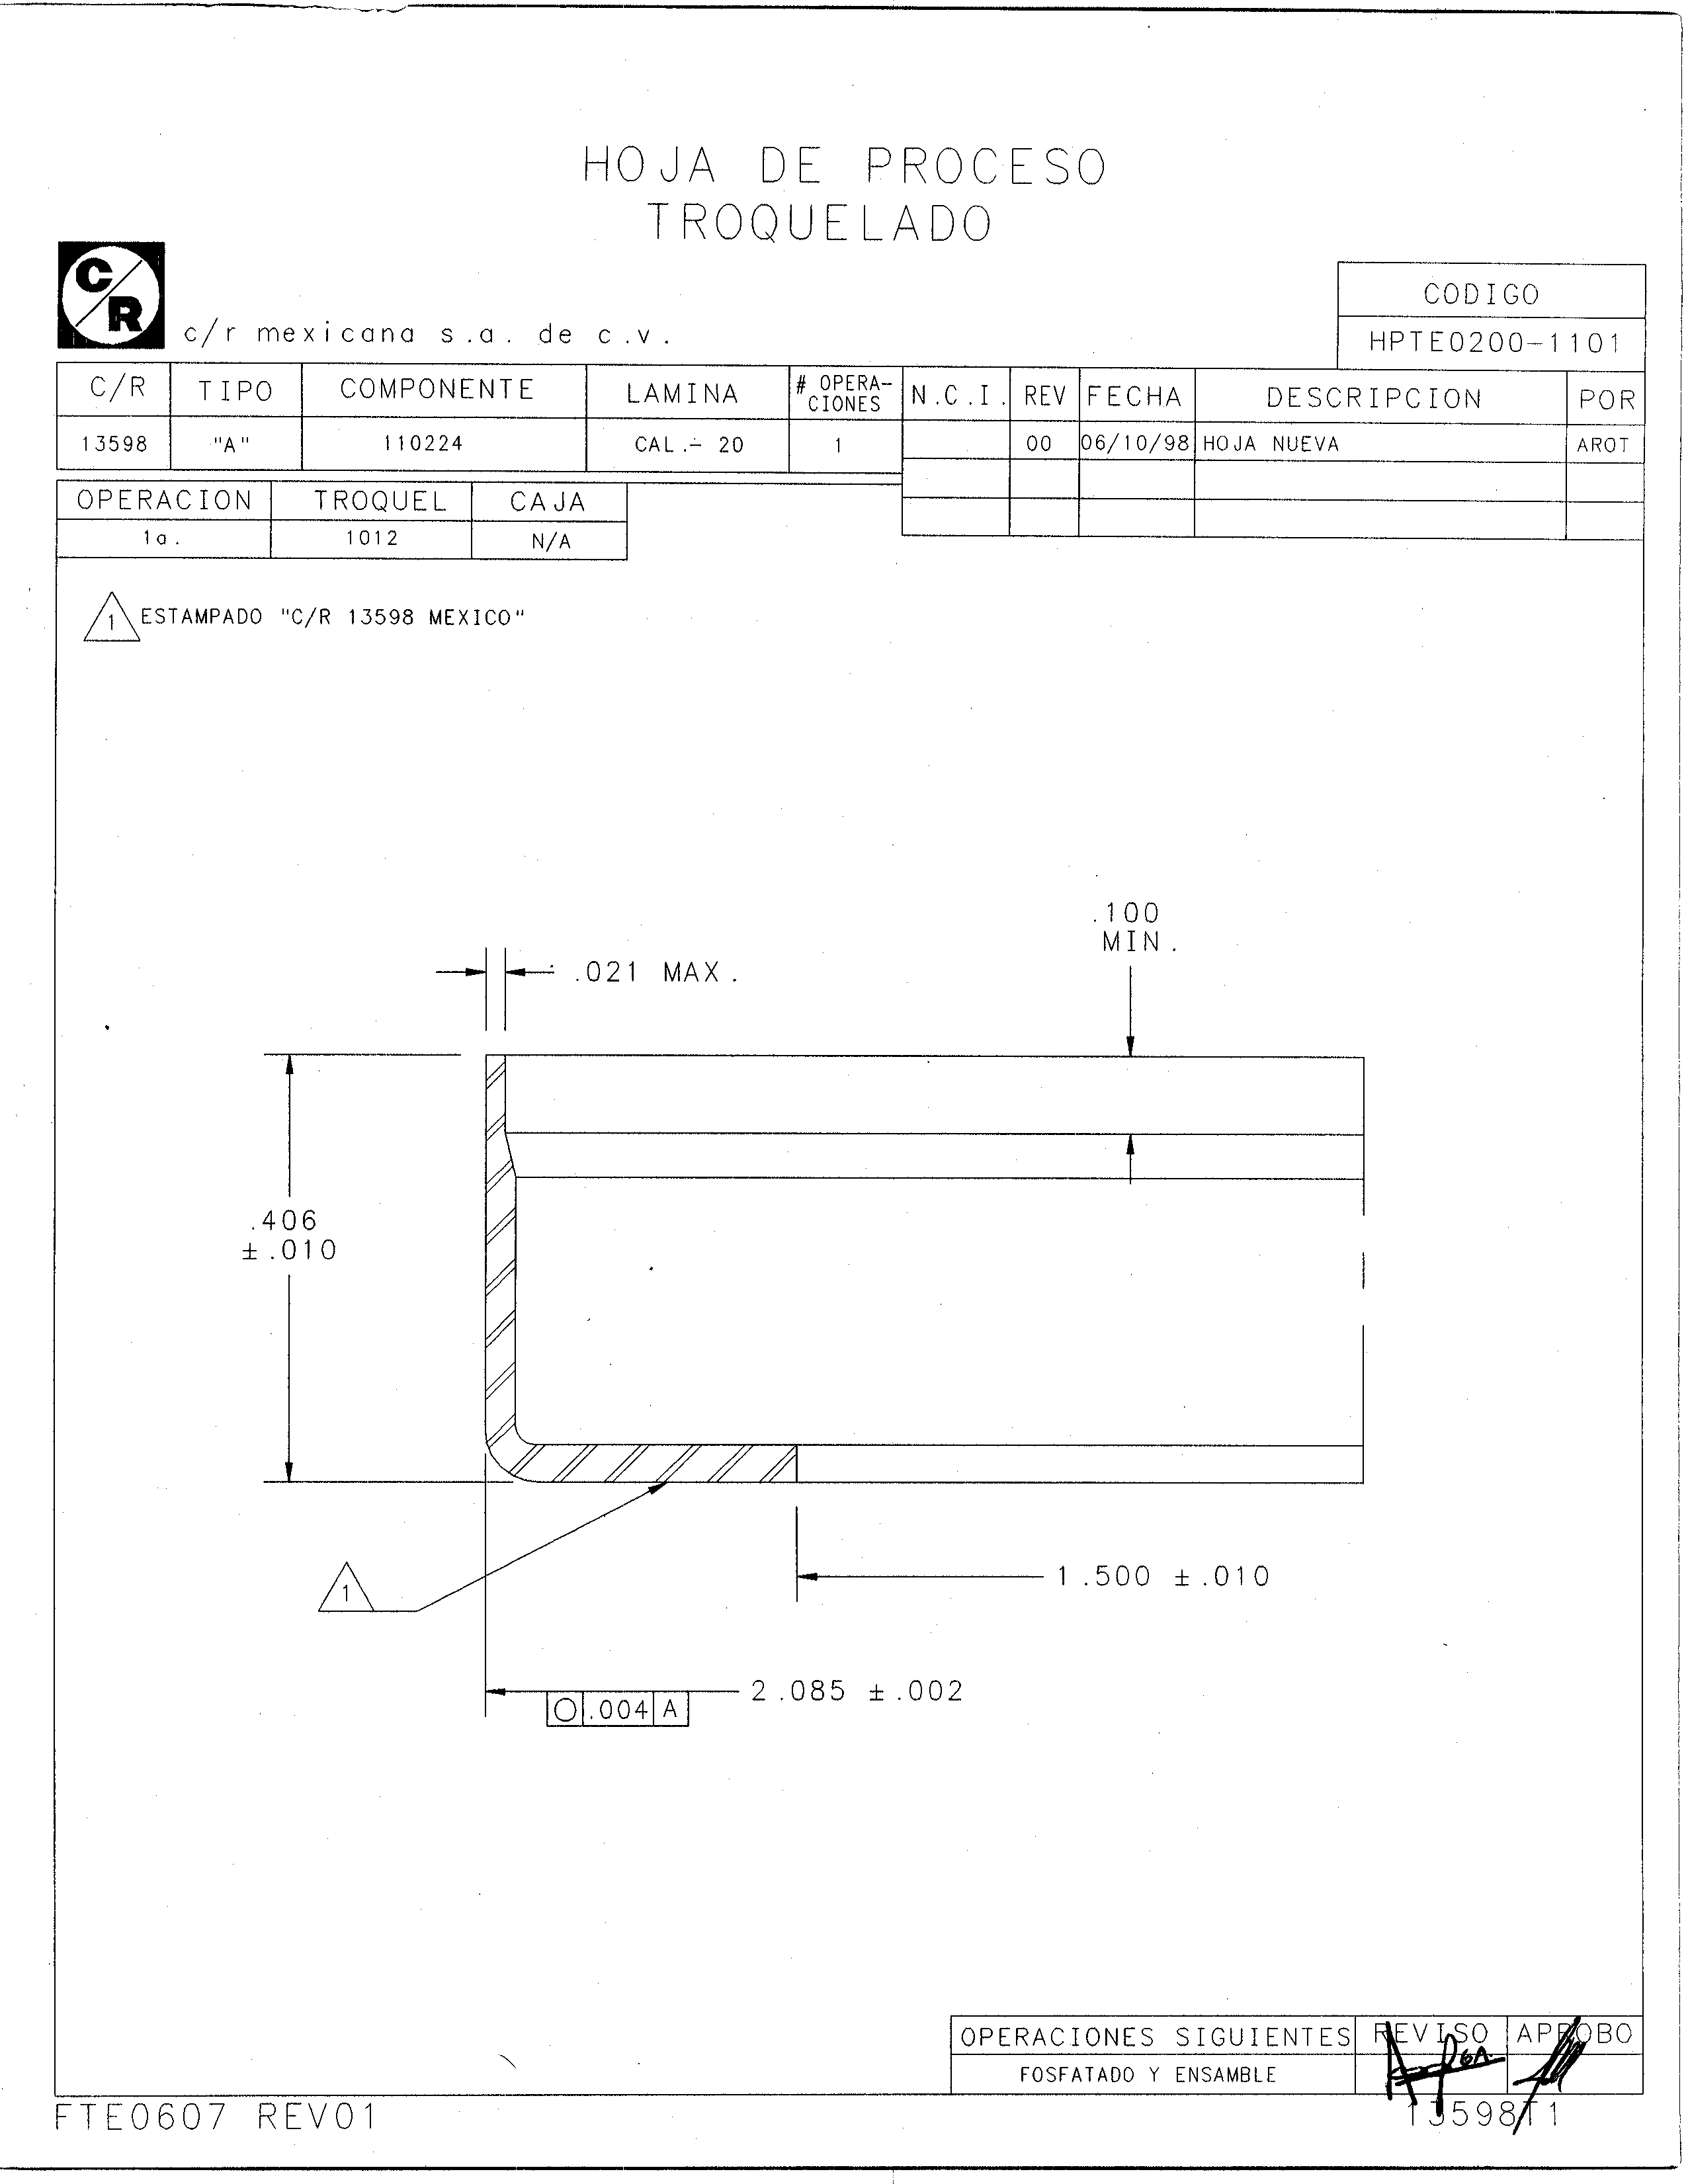 HOJA DE PROCESO
TROQUELADO
C/R
c/r mexicana s.a. de c.v.
CODIGO
HPTE0200-1101
C/R TIPO COMPONENTE LAMINA # OPERA-CIONES N.C.I. REV FECHA DESCRIPCION POR
13598 "A" 110224 CAL.- 20 1 00 06/10/98 HOJA NUEVA AROT
OPERACION TROQUEL CAJA
1a. 1012 N/A
1 ESTAMPADO "C/R 13598 MEXICO"
.100
MIN.
.021 MAX.
.406
±.010
1
1.500 ±.010
2.085 ±.002
.004 A
OPERACIONES SIGUIENTES REVISO APROBO
FOSFATADO Y ENSAMBLE
FTE0607 REV01
13598T1